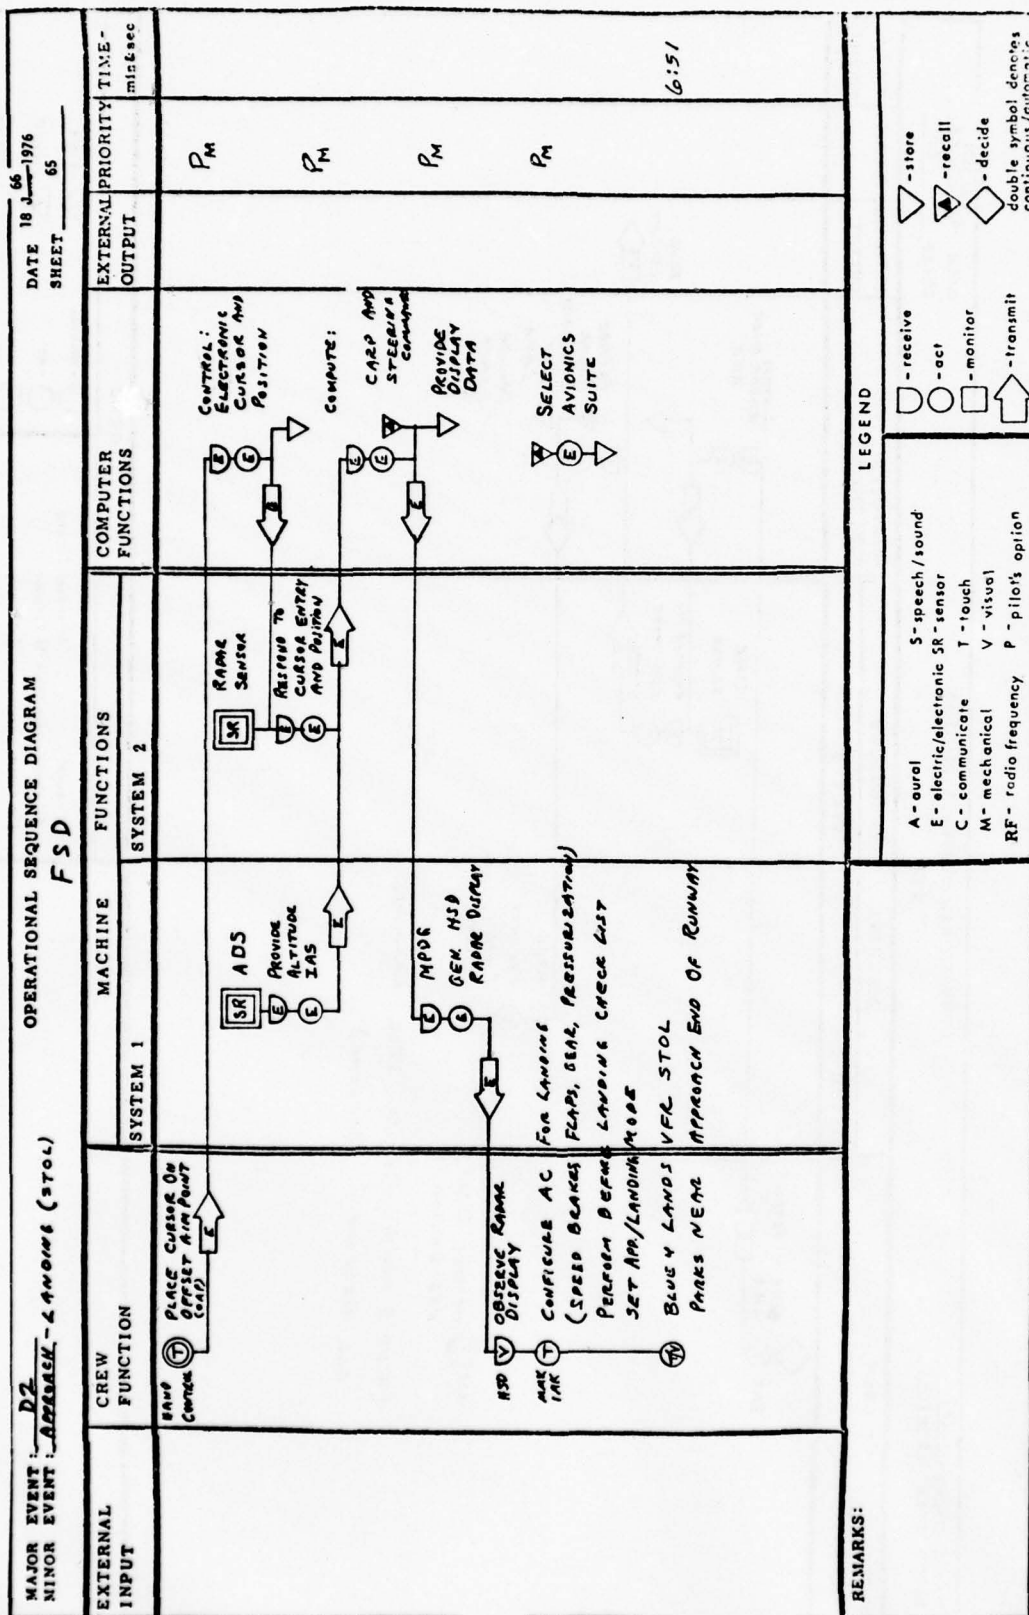 MAJOR EVENT: D2
MINOR EVENT: APPROACH - LANDING (STOL)
OPERATIONAL SEQUENCE DIAGRAM
FSD
66
DATE 18 J 1976
SHEET 65
EXTERNAL INPUT
CREW FUNCTION
MACHINE FUNCTIONS
SYSTEM 1
SYSTEM 2
COMPUTER FUNCTIONS
EXTERNAL OUTPUT
PRIORITY
TIME-
min&sec
HAND
CONTROL
T
PLACE CURSOR ON
OFFSET AIM POINT
(OAP)
E
E
E
CONTROL:
ELECTRONIC
CURSOR AND
POSITION
PM
E
SR
RADAR
SENSOR
E
E
RESPOND TO
CURSOR ENTRY
AND POSITION
E
SR
ADS
E
E
PROVIDE
ALTITUDE
IAS
E
COMPUTE:
E
E
CARP AND
STEERING
COMMAND
PROVIDE
DISPLAY
DATA
PM
E
E
E
MPDG
GEN. HSD
RADAR DISPLAY
PM
E
HSD
V
OBSERVE RADAR
DISPLAY
T
CONFIGURE AC FOR LANDING
(SPEED BRAKES FLAPS, GEAR, PRESSURIZATION)
PERFORM BEFORE LANDING CHECK LIST
SET APP./LANDING MODE
E
SELECT
AVIONICS
SUITE
PM
BLUE 4 LANDS VFR STOL
PARKS NEAR APPROACH END OF RUNWAY
6:51
REMARKS:
LEGEND
A - aural S - speech / sound
E - electric/electronic SR - sensor
C - communicate T - touch
M - mechanical V - visual
RF - radio frequency P - pilot's option
- receive
- act
- monitor
- transmit
- store
- recall
- decide
double symbol denotes
continuous/automatic